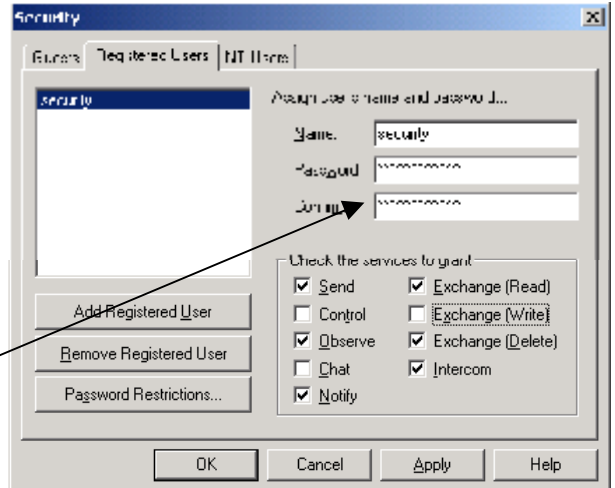 Security
Registered Users NT Users
security
Assign user's name and password...
Name: security
Password
Confirm
Check the services to grant
Send Exchange (Read)
Control Exchange (Write)
Observe Exchange (Delete)
Chat Intercom
Notify
Add Registered User
Remove Registered User
Password Restrictions...
OK Cancel Apply Help